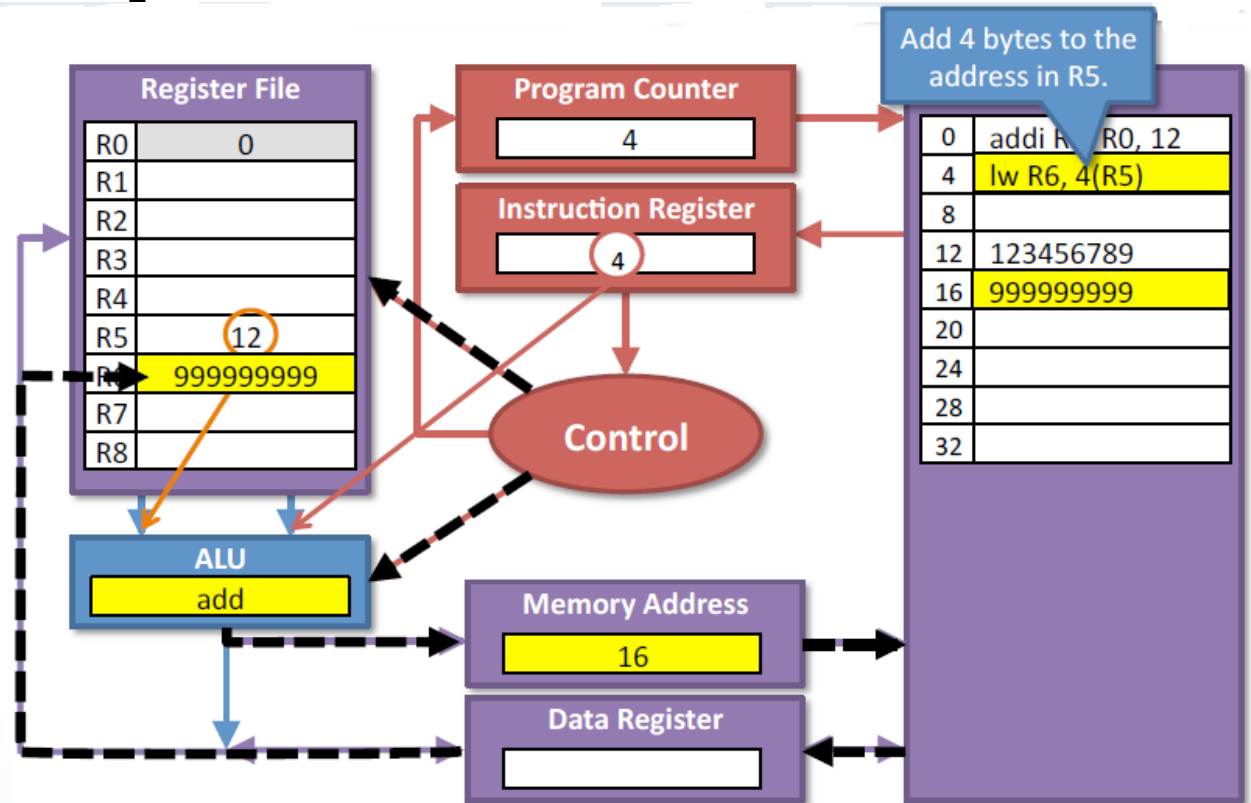 Add 4 bytes to the
address in R5.
Register File
R0 0
R1
R2
R3
R4
R5 12
999999999
R7
R8
Program Counter
4
Instruction Register
4
Control
ALU
add
Memory Address
16
Data Register
0 addi R0, 12
4 lw R6, 4(R5)
8
12 123456789
16 999999999
20
24
28
32